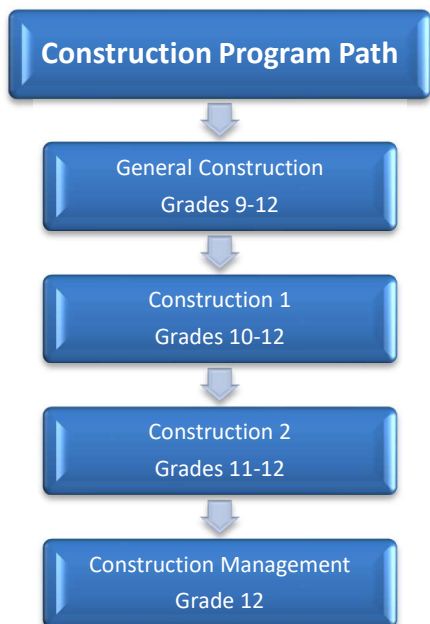 Construction Program Path
General Construction
Grades 9-12
Construction 1
Grades 10-12
Construction 2
Grades 11-12
Construction Management
Grade 12